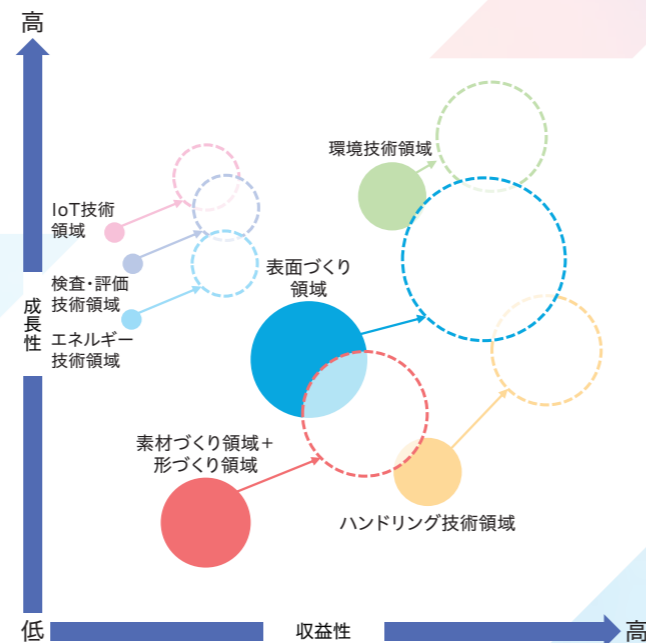 高
環境技術領域
IoT技術
領域
検査・評価
技術領域
エネルギー
技術領域
表面づくり
領域
成長性
素材づくり領域+
形づくり領域
ハンドリング技術領域
低
収益性
高